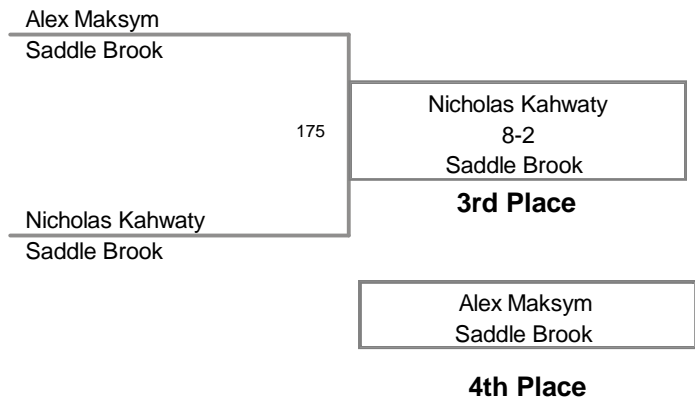 Alex Maksym
Saddle Brook
175
Nicholas Kahwaty
8-2
Saddle Brook
3rd Place
Nicholas Kahwaty
Saddle Brook
Alex Maksym
Saddle Brook
4th Place